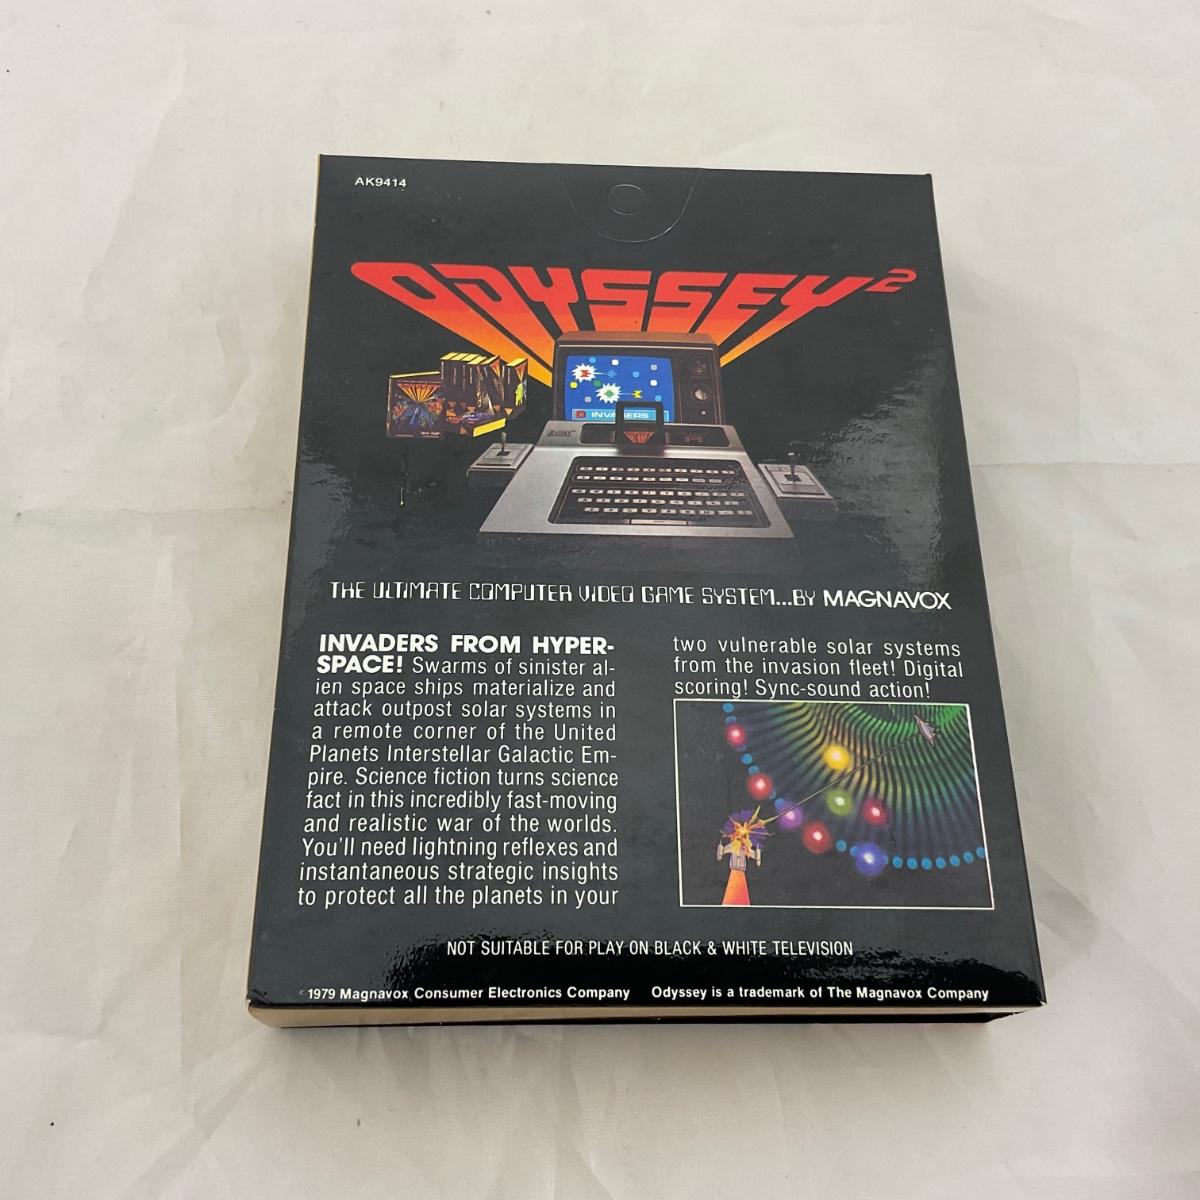 AK9414
ODYSSEY²
INVADERS
THE ULTIMATE COMPUTER VIDEO GAME SYSTEM...BY MAGNAVOX
INVADERS FROM HYPER-
SPACE! Swarms of sinister al-
ien space ships materialize and
attack outpost solar systems in
a remote corner of the United
Planets Interstellar Galactic Em-
pire. Science fiction turns science
fact in this incredibly fast-moving
and realistic war of the worlds.
You'll need lightning reflexes and
instantaneous strategic insights
to protect all the planets in your
two vulnerable solar systems
from the invasion fleet! Digital
scoring! Sync-sound action!
NOT SUITABLE FOR PLAY ON BLACK & WHITE TELEVISION
1979 Magnavox Consumer Electronics Company Odyssey is a trademark of The Magnavox Company